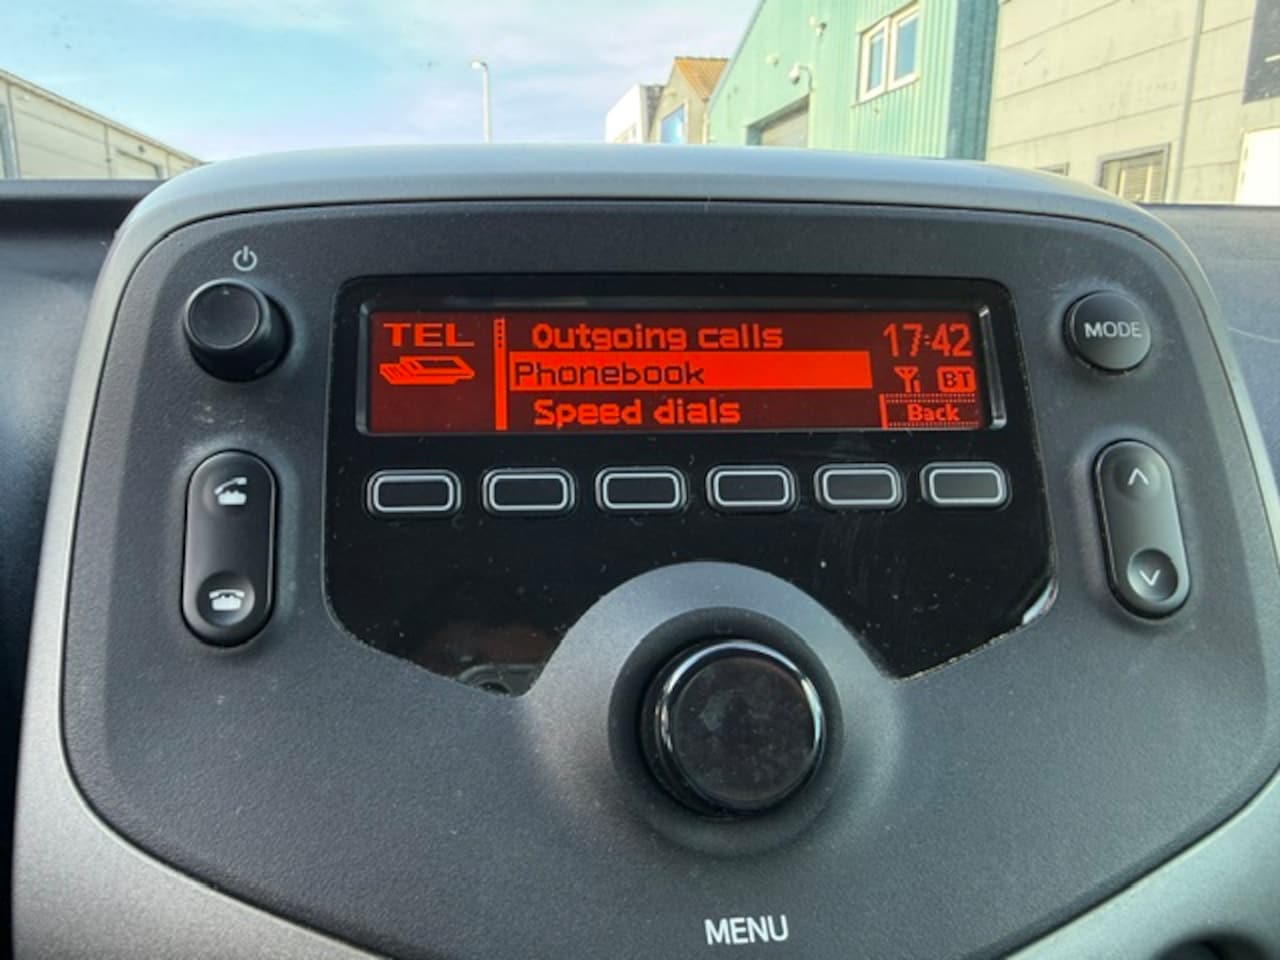 TEL
Outgoing calls
Phonebook
Speed dials
17:42
BT
Back
MODE
MENU